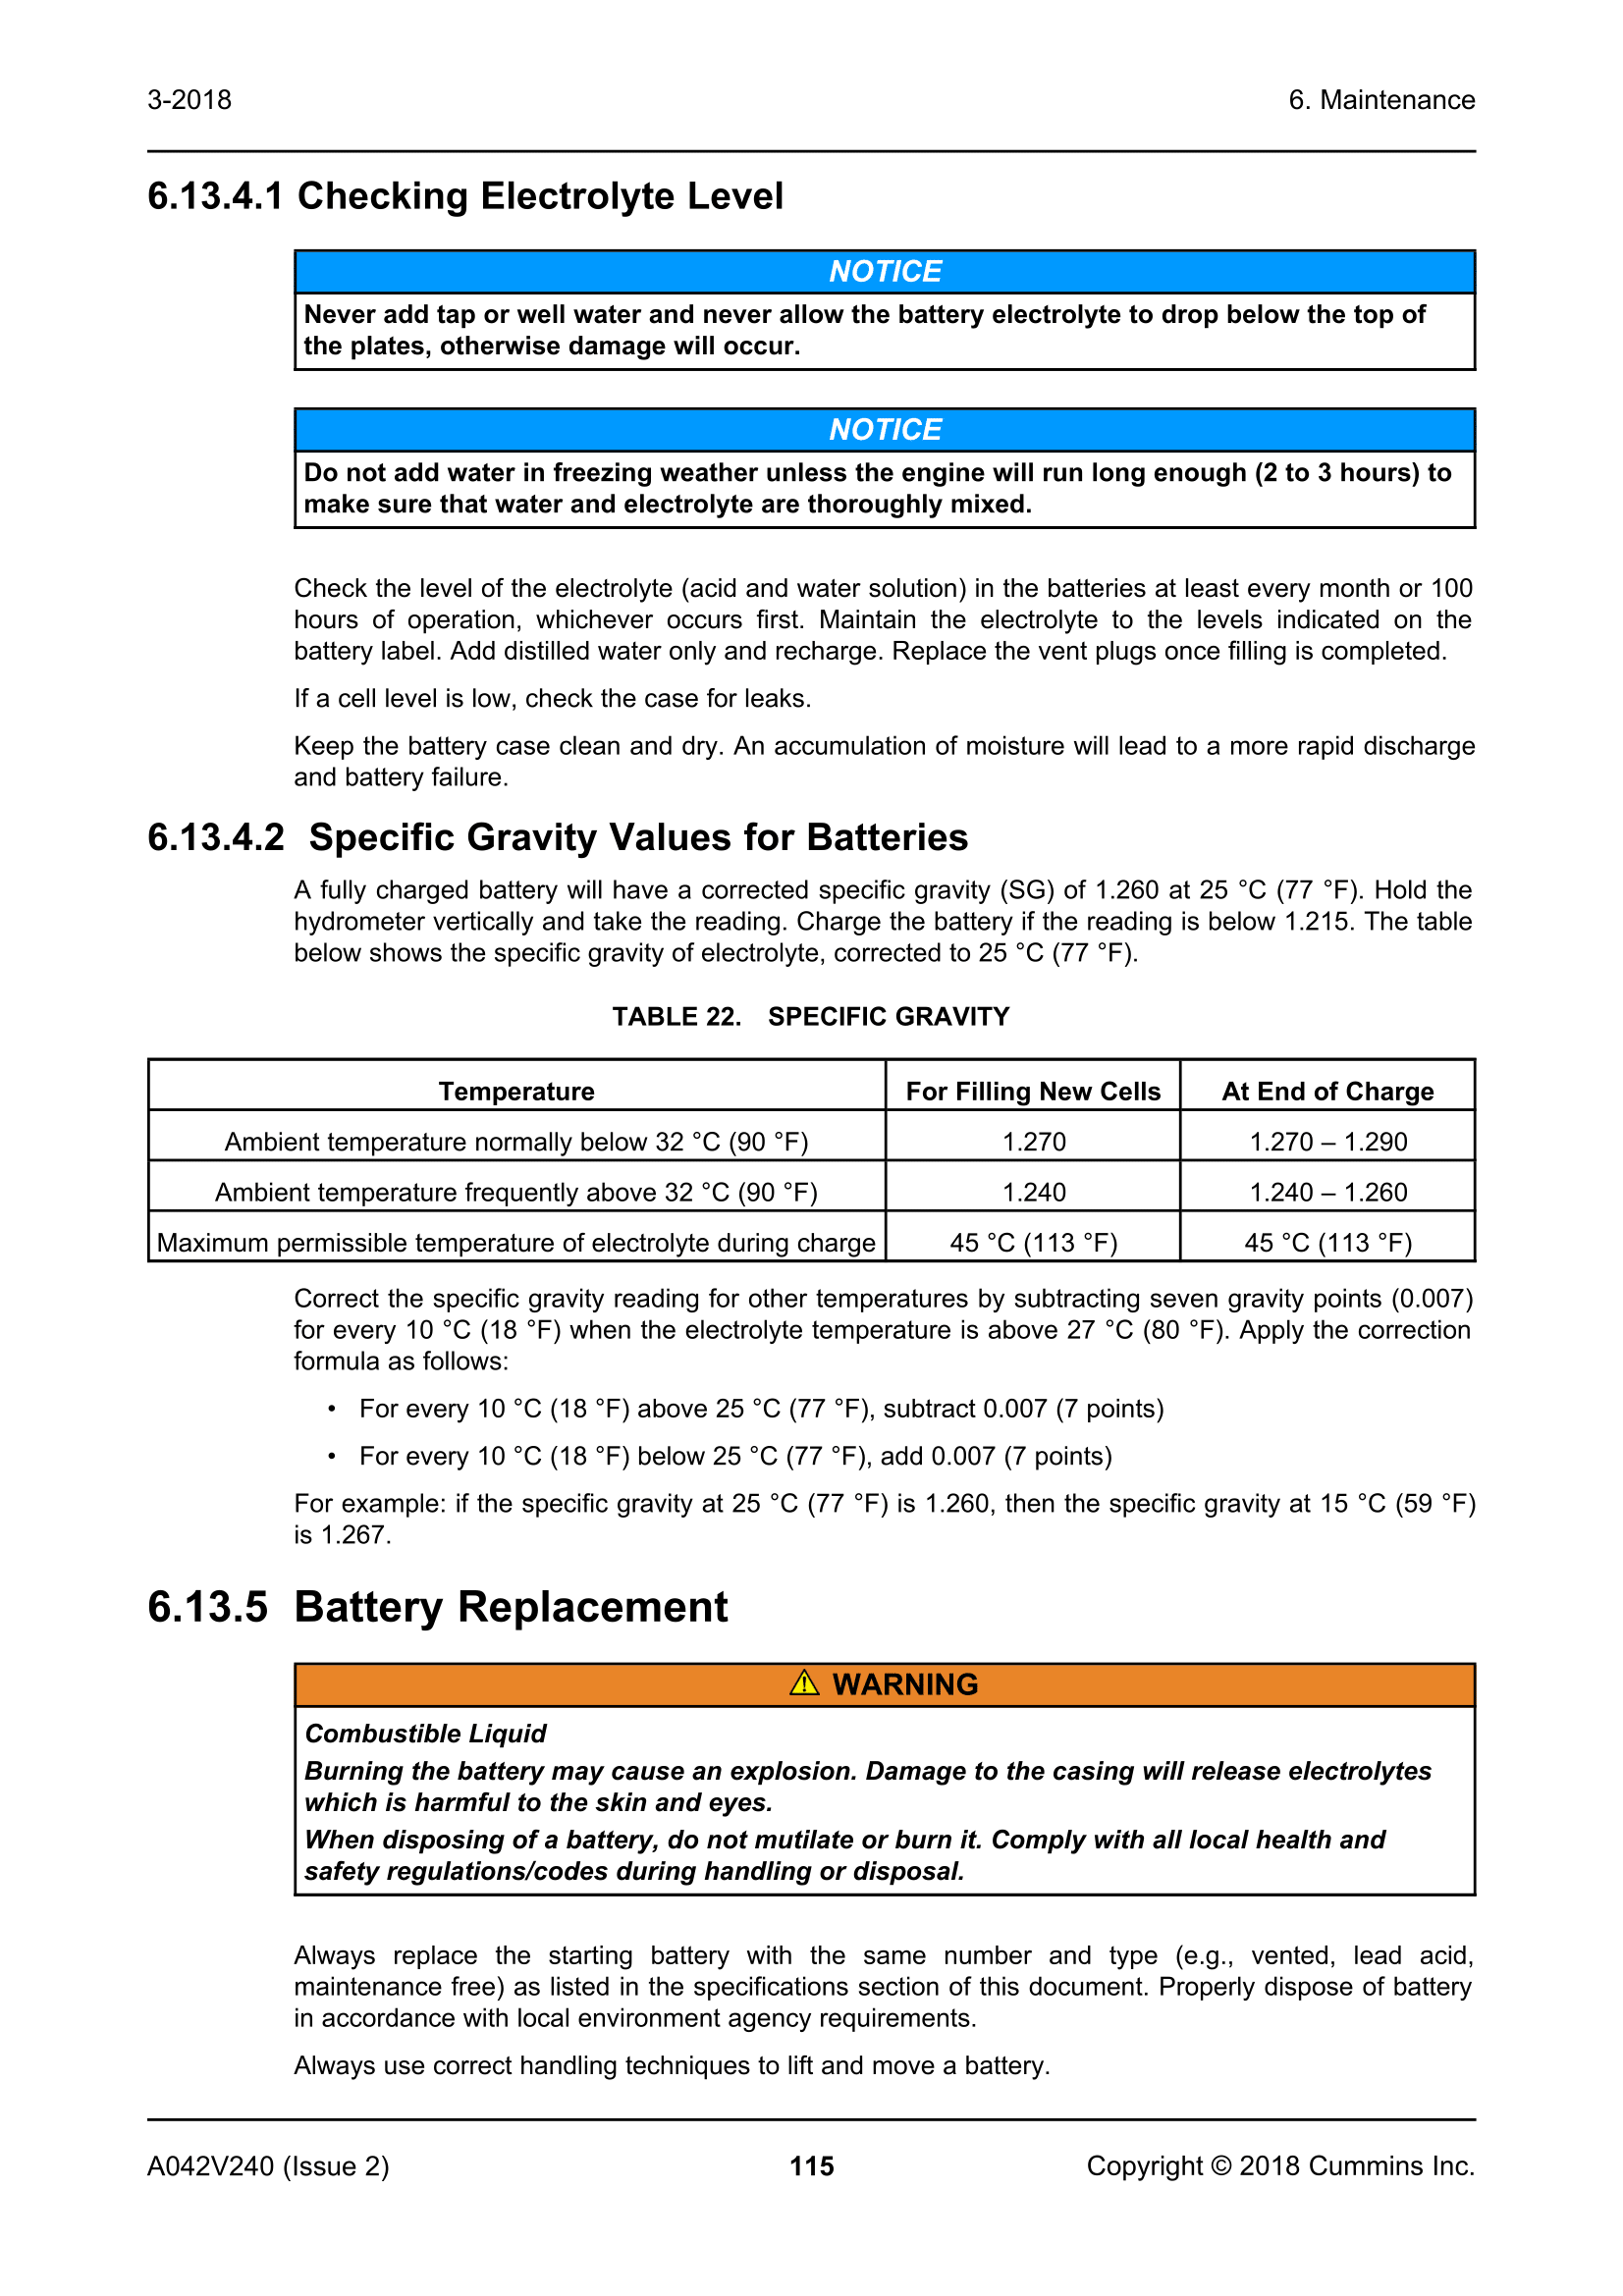 3-2018
6. Maintenance
6.13.4.1 Checking Electrolyte Level
NOTICE
Never add tap or well water and never allow the battery electrolyte to drop below the top of
the plates, otherwise damage will occur.
NOTICE
Do not add water in freezing weather unless the engine will run long enough (2 to 3 hours) to
make sure that water and electrolyte are thoroughly mixed.
Check the level of the electrolyte (acid and water solution) in the batteries at least every month or 100
hours of operation, whichever occurs first. Maintain the electrolyte to the levels indicated on the
battery label. Add distilled water only and recharge. Replace the vent plugs once filling is completed.
If a cell level is low, check the case for leaks.
Keep the battery case clean and dry. An accumulation of moisture will lead to a more rapid discharge
and battery failure.
6.13.4.2 Specific Gravity Values for Batteries
A fully charged battery will have a corrected specific gravity (SG) of 1.260 at 25 °C (77 °F). Hold the
hydrometer vertically and take the reading. Charge the battery if the reading is below 1.215. The table
below shows the specific gravity of electrolyte, corrected to 25 °C (77 °F).
TABLE 22. SPECIFIC GRAVITY
Temperature For Filling New Cells At End of Charge
Ambient temperature normally below 32 °C (90 °F) 1.270 1.270 – 1.290
Ambient temperature frequently above 32 °C (90 °F) 1.240 1.240 – 1.260
Maximum permissible temperature of electrolyte during charge 45 °C (113 °F) 45 °C (113 °F)
Correct the specific gravity reading for other temperatures by subtracting seven gravity points (0.007)
for every 10 °C (18 °F) when the electrolyte temperature is above 27 °C (80 °F). Apply the correction
formula as follows:
• For every 10 °C (18 °F) above 25 °C (77 °F), subtract 0.007 (7 points)
• For every 10 °C (18 °F) below 25 °C (77 °F), add 0.007 (7 points)
For example: if the specific gravity at 25 °C (77 °F) is 1.260, then the specific gravity at 15 °C (59 °F)
is 1.267.
6.13.5 Battery Replacement
WARNING
Combustible Liquid
Burning the battery may cause an explosion. Damage to the casing will release electrolytes
which is harmful to the skin and eyes.
When disposing of a battery, do not mutilate or burn it. Comply with all local health and
safety regulations/codes during handling or disposal.
Always replace the starting battery with the same number and type (e.g., vented, lead acid,
maintenance free) as listed in the specifications section of this document. Properly dispose of battery
in accordance with local environment agency requirements.
Always use correct handling techniques to lift and move a battery.
A042V240 (Issue 2)
115
Copyright © 2018 Cummins Inc.